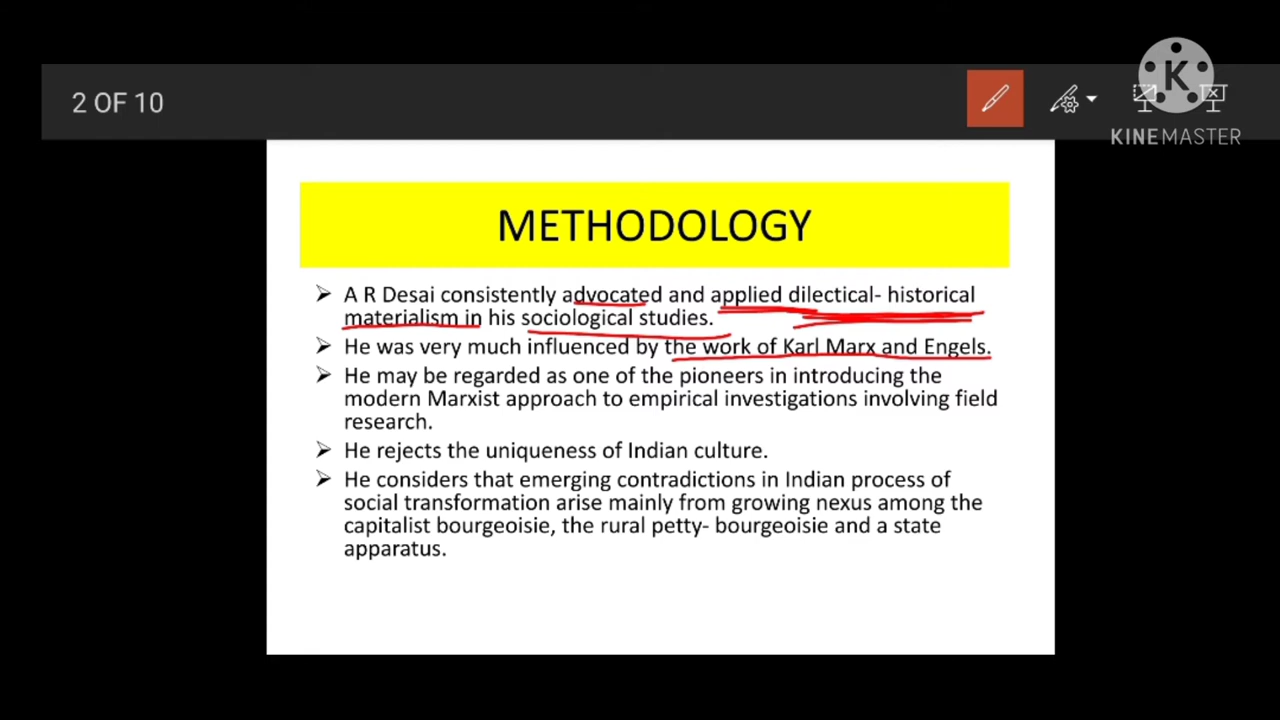 2 OF 10
K
KINEMASTER
METHODOLOGY
➢ A R Desai consistently advocated and applied dilectical- historical
materialism in his sociological studies.
➢ He was very much influenced by the work of Karl Marx and Engels.
➢ He may be regarded as one of the pioneers in introducing the
modern Marxist approach to empirical investigations involving field
research.
➢ He rejects the uniqueness of Indian culture.
➢ He considers that emerging contradictions in Indian process of
social transformation arise mainly from growing nexus among the
capitalist bourgeoisie, the rural petty- bourgeoisie and a state
apparatus.